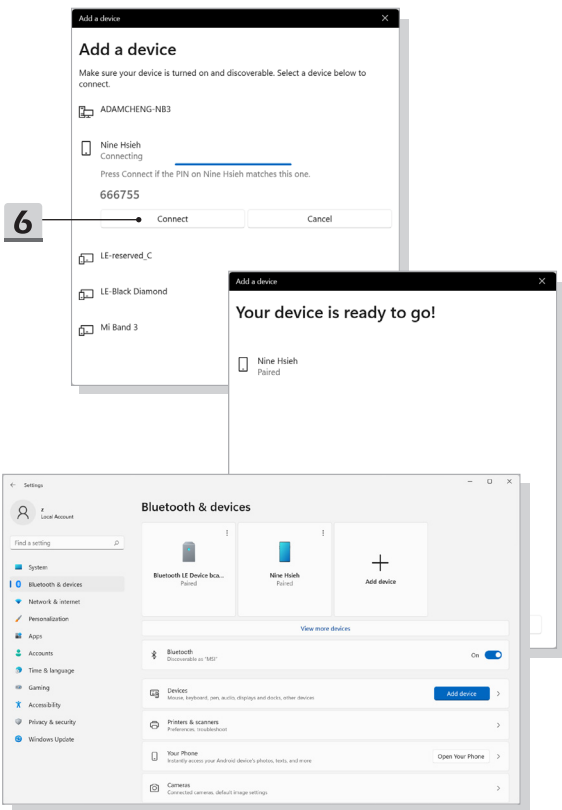 Add a device
Add a device
Make sure your device is turned on and discoverable. Select a device below to
connect.
ADAMCHENG-NB3
Nine Hsieh
Connecting
Press Connect if the PIN on Nine Hsieh matches this one.
666755
6
Connect
Cancel
LE-reserved_C
LE-Black Diamond
Mi Band 3
Add a device
Your device is ready to go!
Nine Hsieh
Paired
Settings
Local Account
Find a setting
System
Bluetooth & devices
Network & internet
Personalization
Apps
Accounts
Time & language
Gaming
Accessibility
Privacy & security
Windows Update
Bluetooth & devices
Bluetooth LE Device bca...
Paired
Nine Hsieh
Paired
Add device
View more devices
Bluetooth
Discoverable as "MSI"
On
Devices
Mouse, keyboard, pen, audio, displays and docks, other devices
Add device
Printers & scanners
Preferences, troubleshoot
Your Phone
Instantly access your Android device's photos, texts, and more
Open Your Phone
Cameras
Connected cameras, default image settings